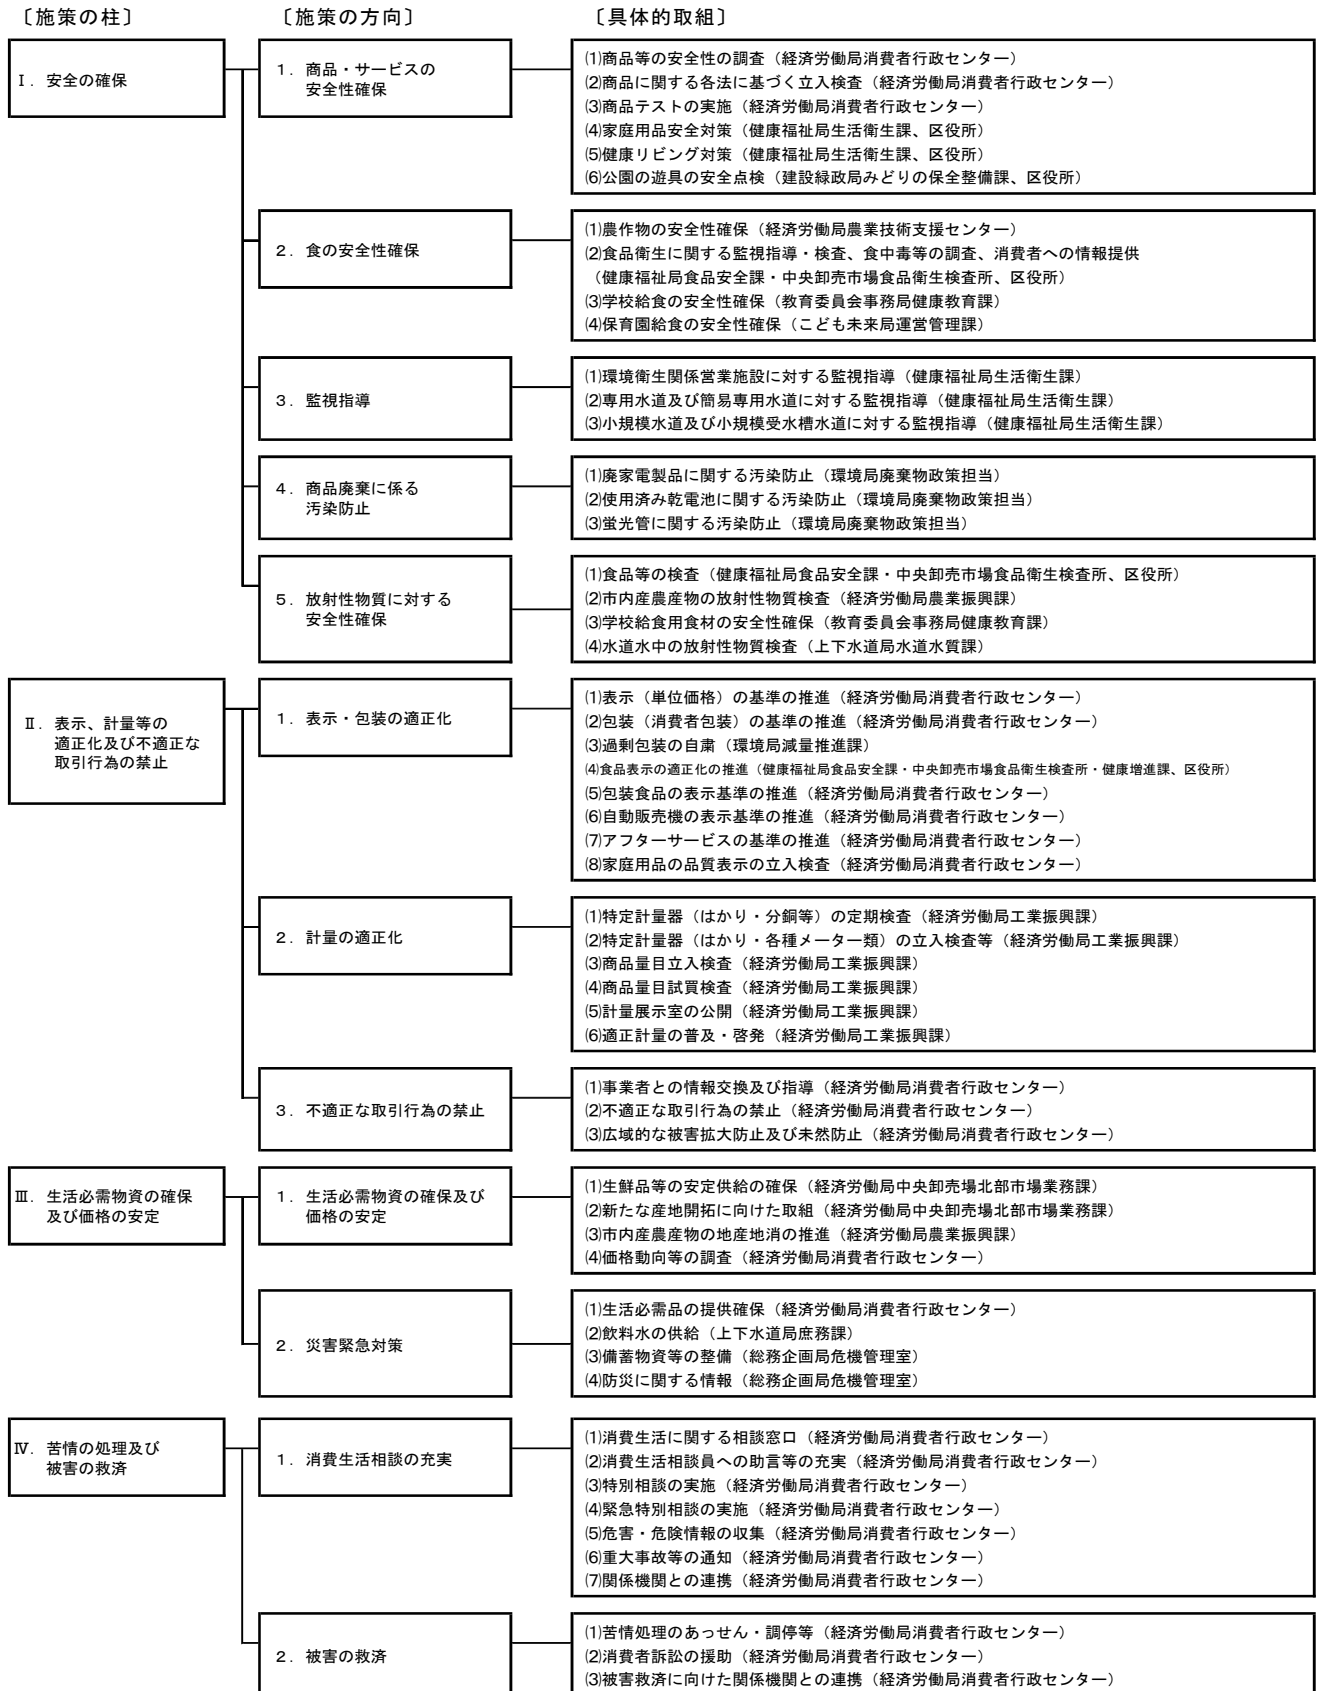 〔施策の柱〕 〔施策の方向〕 〔具体的取組〕
Ⅰ．安全の確保
１．商品・サービスの
安全性確保
⑴商品等の安全性の調査（経済労働局消費者行政センター）
⑵商品に関する各法に基づく立入検査（経済労働局消費者行政センター）
⑶商品テストの実施（経済労働局消費者行政センター）
⑷家庭用品安全対策（健康福祉局生活衛生課、区役所）
⑸健康リビング対策（健康福祉局生活衛生課、区役所）
⑹公園の遊具の安全点検（建設緑政局みどりの保全整備課、区役所）
２．食の安全性確保
⑴農作物の安全性確保（経済労働局農業技術支援センター）
⑵食品衛生に関する監視指導・検査、食中毒等の調査、消費者への情報提供
（健康福祉局食品安全課・中央卸売市場食品衛生検査所、区役所）
⑶学校給食の安全性確保（教育委員会事務局健康教育課）
⑷保育園給食の安全性確保（こども未来局運営管理課）
３．監視指導
⑴環境衛生関係営業施設に対する監視指導（健康福祉局生活衛生課）
⑵専用水道及び簡易専用水道に対する監視指導（健康福祉局生活衛生課）
⑶小規模水道及び小規模受水槽水道に対する監視指導（健康福祉局生活衛生課）
４．商品廃棄に係る
汚染防止
⑴廃家電製品に関する汚染防止（環境局廃棄物政策担当）
⑵使用済み乾電池に関する汚染防止（環境局廃棄物政策担当）
⑶蛍光管に関する汚染防止（環境局廃棄物政策担当）
５．放射性物質に対する
安全性確保
⑴食品等の検査（健康福祉局食品安全課・中央卸売市場食品衛生検査所、区役所）
⑵市内産農産物の放射性物質検査（経済労働局農業振興課）
⑶学校給食用食材の安全性確保（教育委員会事務局健康教育課）
⑷水道水中の放射性物質検査（上下水道局水道水質課）
Ⅱ．表示、計量等の
適正化及び不適正な
取引行為の禁止
１．表示・包装の適正化
⑴表示（単位価格）の基準の推進（経済労働局消費者行政センター）
⑵包装（消費者包装）の基準の推進（経済労働局消費者行政センター）
⑶過剰包装の自粛（環境局減量推進課）
⑷食品表示の適正化の推進（健康福祉局食品安全課・中央卸売市場食品衛生検査所・健康増進課、区役所）
⑸包装食品の表示基準の推進（経済労働局消費者行政センター）
⑹自動販売機の表示基準の推進（経済労働局消費者行政センター）
⑺アフターサービスの基準の推進（経済労働局消費者行政センター）
⑻家庭用品の品質表示の立入検査（経済労働局消費者行政センター）
２．計量の適正化
⑴特定計量器（はかり・分銅等）の定期検査（経済労働局工業振興課）
⑵特定計量器（はかり・各種メーター類）の立入検査等（経済労働局工業振興課）
⑶商品量目立入検査（経済労働局工業振興課）
⑷商品量目試買検査（経済労働局工業振興課）
⑸計量展示室の公開（経済労働局工業振興課）
⑹適正計量の普及・啓発（経済労働局工業振興課）
３．不適正な取引行為の禁止
⑴事業者との情報交換及び指導（経済労働局消費者行政センター）
⑵不適正な取引行為の禁止（経済労働局消費者行政センター）
⑶広域的な被害拡大防止及び未然防止（経済労働局消費者行政センター）
Ⅲ．生活必需物資の確保
及び価格の安定
１．生活必需物資の確保及び
価格の安定
⑴生鮮品等の安定供給の確保（経済労働局中央卸売場北部市場業務課）
⑵新たな産地開拓に向けた取組（経済労働局中央卸売場北部市場業務課）
⑶市内産農産物の地産地消の推進（経済労働局農業振興課）
⑷価格動向等の調査（経済労働局消費者行政センター）
２．災害緊急対策
⑴生活必需品の提供確保（経済労働局消費者行政センター）
⑵飲料水の供給（上下水道局庶務課）
⑶備蓄物資等の整備（総務企画局危機管理室）
⑷防災に関する情報（総務企画局危機管理室）
Ⅳ．苦情の処理及び
被害の救済
１．消費生活相談の充実
⑴消費生活に関する相談窓口（経済労働局消費者行政センター）
⑵消費生活相談員への助言等の充実（経済労働局消費者行政センター）
⑶特別相談の実施（経済労働局消費者行政センター）
⑷緊急特別相談の実施（経済労働局消費者行政センター）
⑸危害・危険情報の収集（経済労働局消費者行政センター）
⑹重大事故等の通知（経済労働局消費者行政センター）
⑺関係機関との連携（経済労働局消費者行政センター）
２．被害の救済
⑴苦情処理のあっせん・調停等（経済労働局消費者行政センター）
⑵消費者訴訟の援助（経済労働局消費者行政センター）
⑶被害救済に向けた関係機関との連携（経済労働局消費者行政センター）